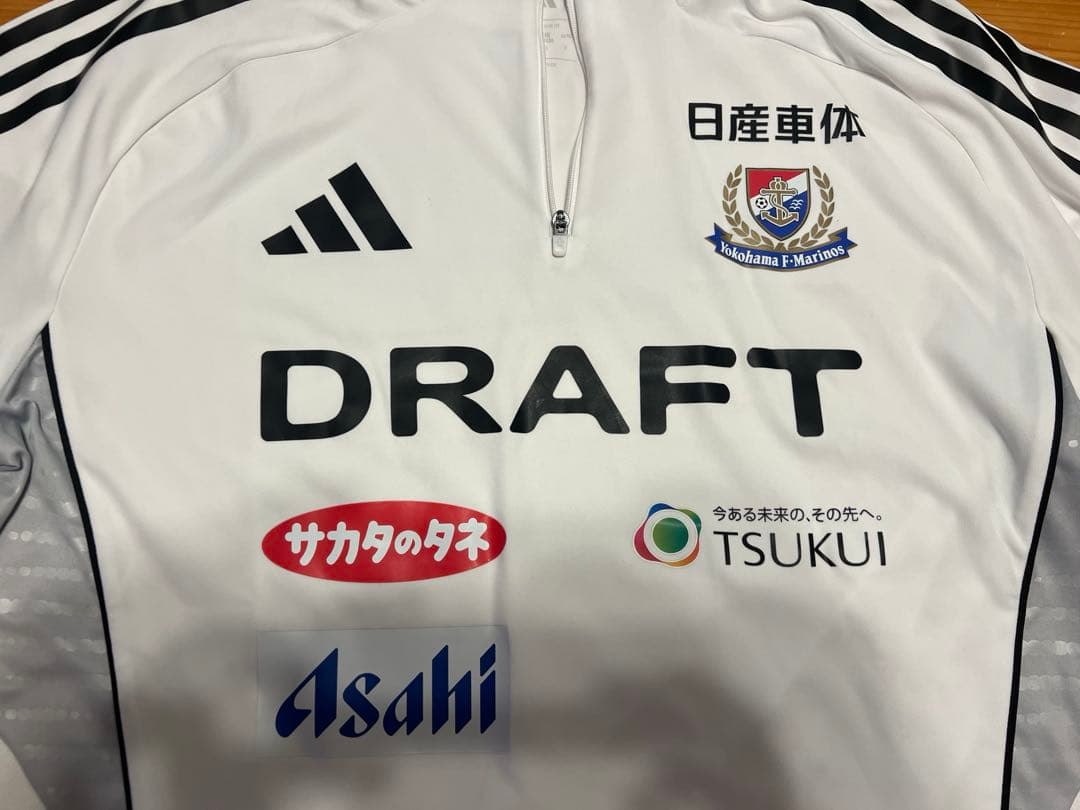 日産車体
Yokohama F·Marinos
DRAFT
サカタのタネ
今ある未来の、その先へ。
TSUKUI
Asahi